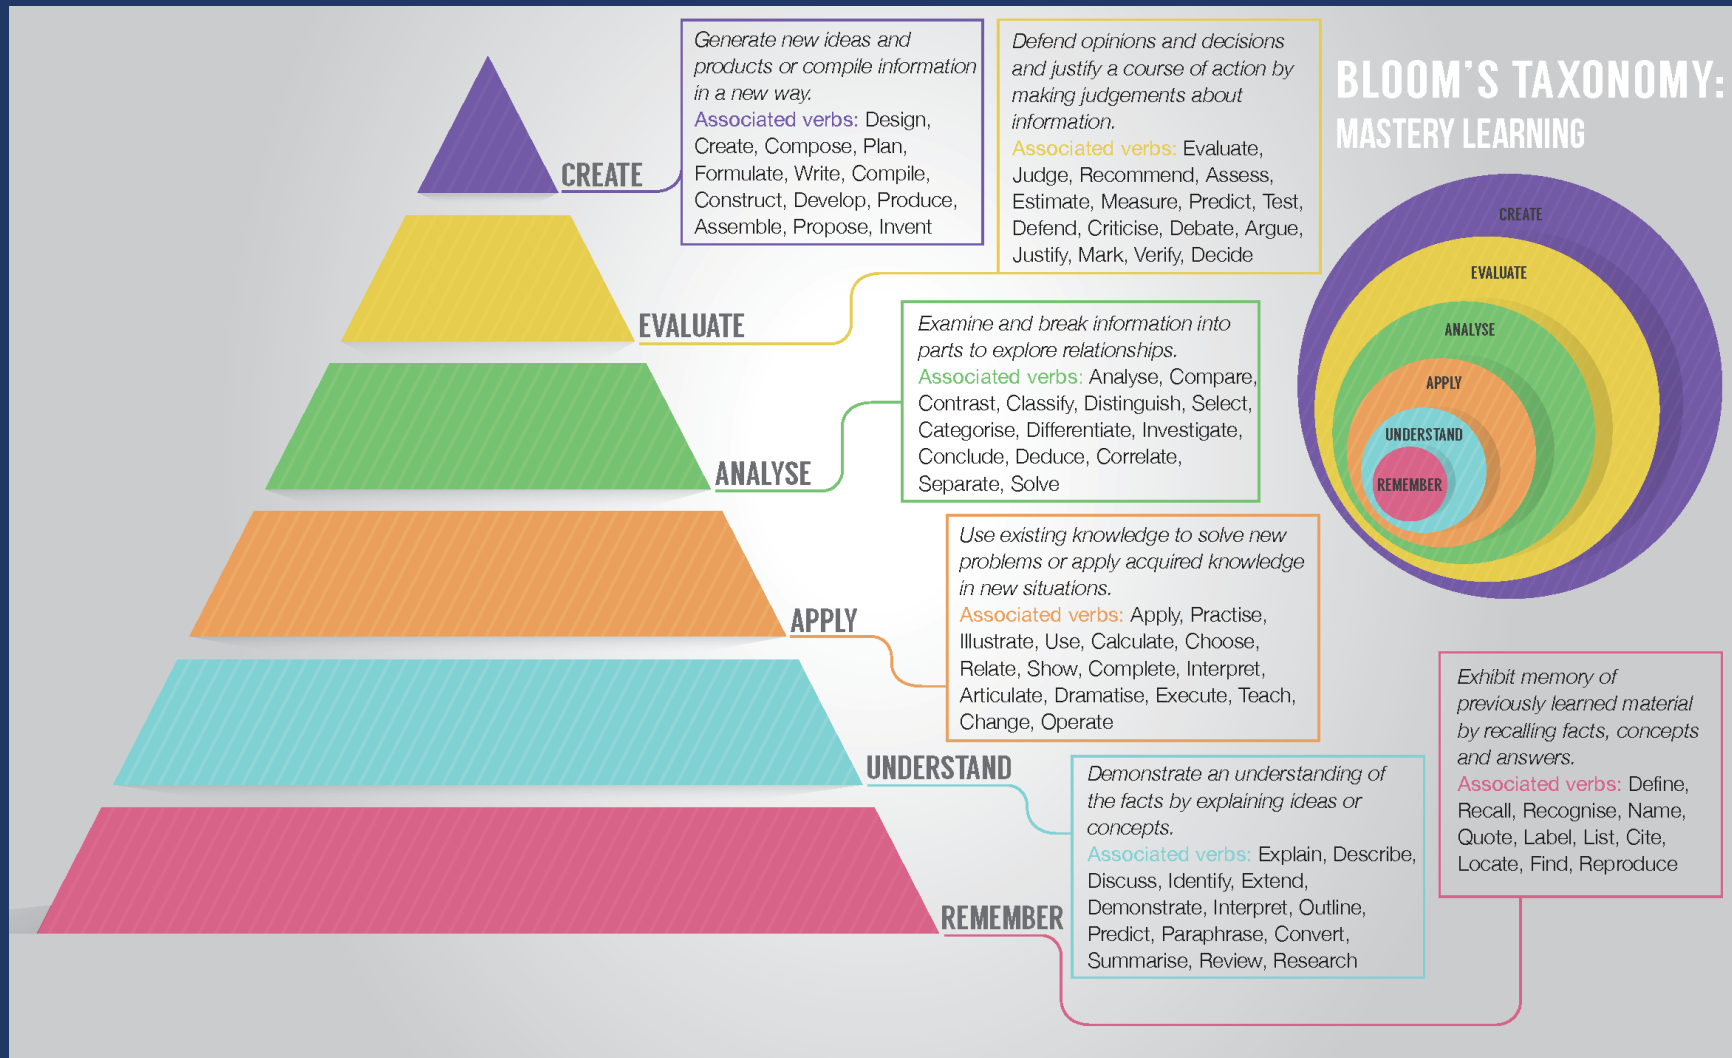 BLOOM'S TAXONOMY:
MASTERY LEARNING
CREATE
Generate new ideas and
products or compile information
in a new way.
Associated verbs: Design,
Create, Compose, Plan,
Formulate, Write, Compile,
Construct, Develop, Produce,
Assemble, Propose, Invent
EVALUATE
Defend opinions and decisions
and justify a course of action by
making judgements about
information.
Associated verbs: Evaluate,
Judge, Recommend, Assess,
Estimate, Measure, Predict, Test,
Defend, Criticise, Debate, Argue,
Justify, Mark, Verify, Decide
ANALYSE
Examine and break information into
parts to explore relationships.
Associated verbs: Analyse, Compare,
Contrast, Classify, Distinguish, Select,
Categorise, Differentiate, Investigate,
Conclude, Deduce, Correlate,
Separate, Solve
APPLY
Use existing knowledge to solve new
problems or apply acquired knowledge
in new situations.
Associated verbs: Apply, Practise,
Illustrate, Use, Calculate, Choose,
Relate, Show, Complete, Interpret,
Articulate, Dramatise, Execute, Teach,
Change, Operate
UNDERSTAND
Demonstrate an understanding of
the facts by explaining ideas or
concepts.
Associated verbs: Explain, Describe,
Discuss, Identify, Extend,
Demonstrate, Interpret, Outline,
Predict, Paraphrase, Convert,
Summarise, Review, Research
REMEMBER
Exhibit memory of
previously learned material
by recalling facts, concepts
and answers.
Associated verbs: Define,
Recall, Recognise, Name,
Quote, Label, List, Cite,
Locate, Find, Reproduce
CREATE
EVALUATE
ANALYSE
APPLY
UNDERSTAND
REMEMBER